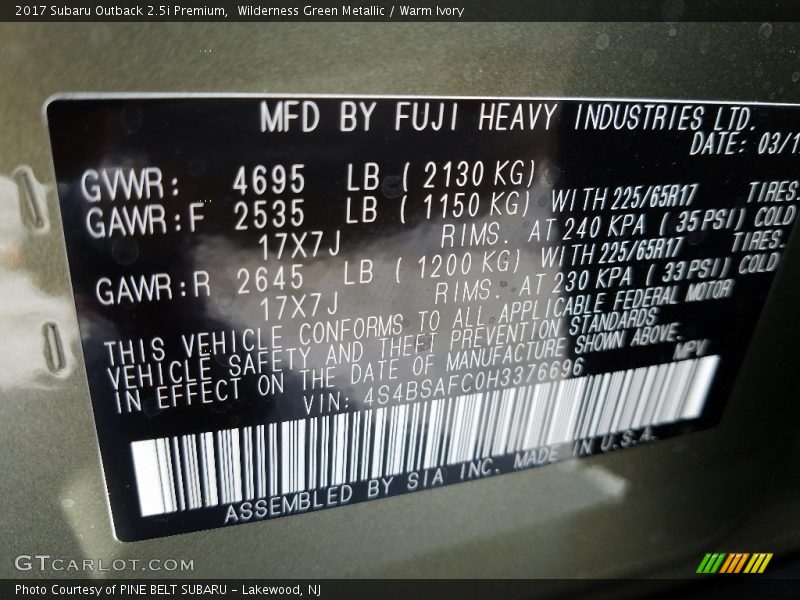 2017 Subaru Outback 2.5i Premium,  Wilderness Green Metallic / Warm Ivory
MFD BY FUJI HEAVY INDUSTRIES LTD.
DATE: 03/1
GVWR: 4695 LB ( 2130 KG)
GAWR:F 2535 LB ( 1150 KG) WITH 225/65R17 TIRES.
17X7J RIMS. AT 240 KPA ( 35 PSI) COLD
GAWR:R 2645 LB ( 1200 KG) WITH 225/65R17 TIRES.
17X7J RIMS. AT 230 KPA ( 33 PSI) COLD
THIS VEHICLE CONFORMS TO ALL APPLICABLE FEDERAL MOTOR
VEHICLE SAFETY AND THEFT PREVENTION STANDARDS
IN EFFECT ON THE DATE OF MANUFACTURE SHOWN ABOVE.
VIN: 4S4BSAFC0H3376696 MPV
ASSEMBLED BY SIA INC. MADE IN U.S.A.
GTCARLOT.COM
Photo Courtesy of PINE BELT SUBARU - Lakewood, NJ